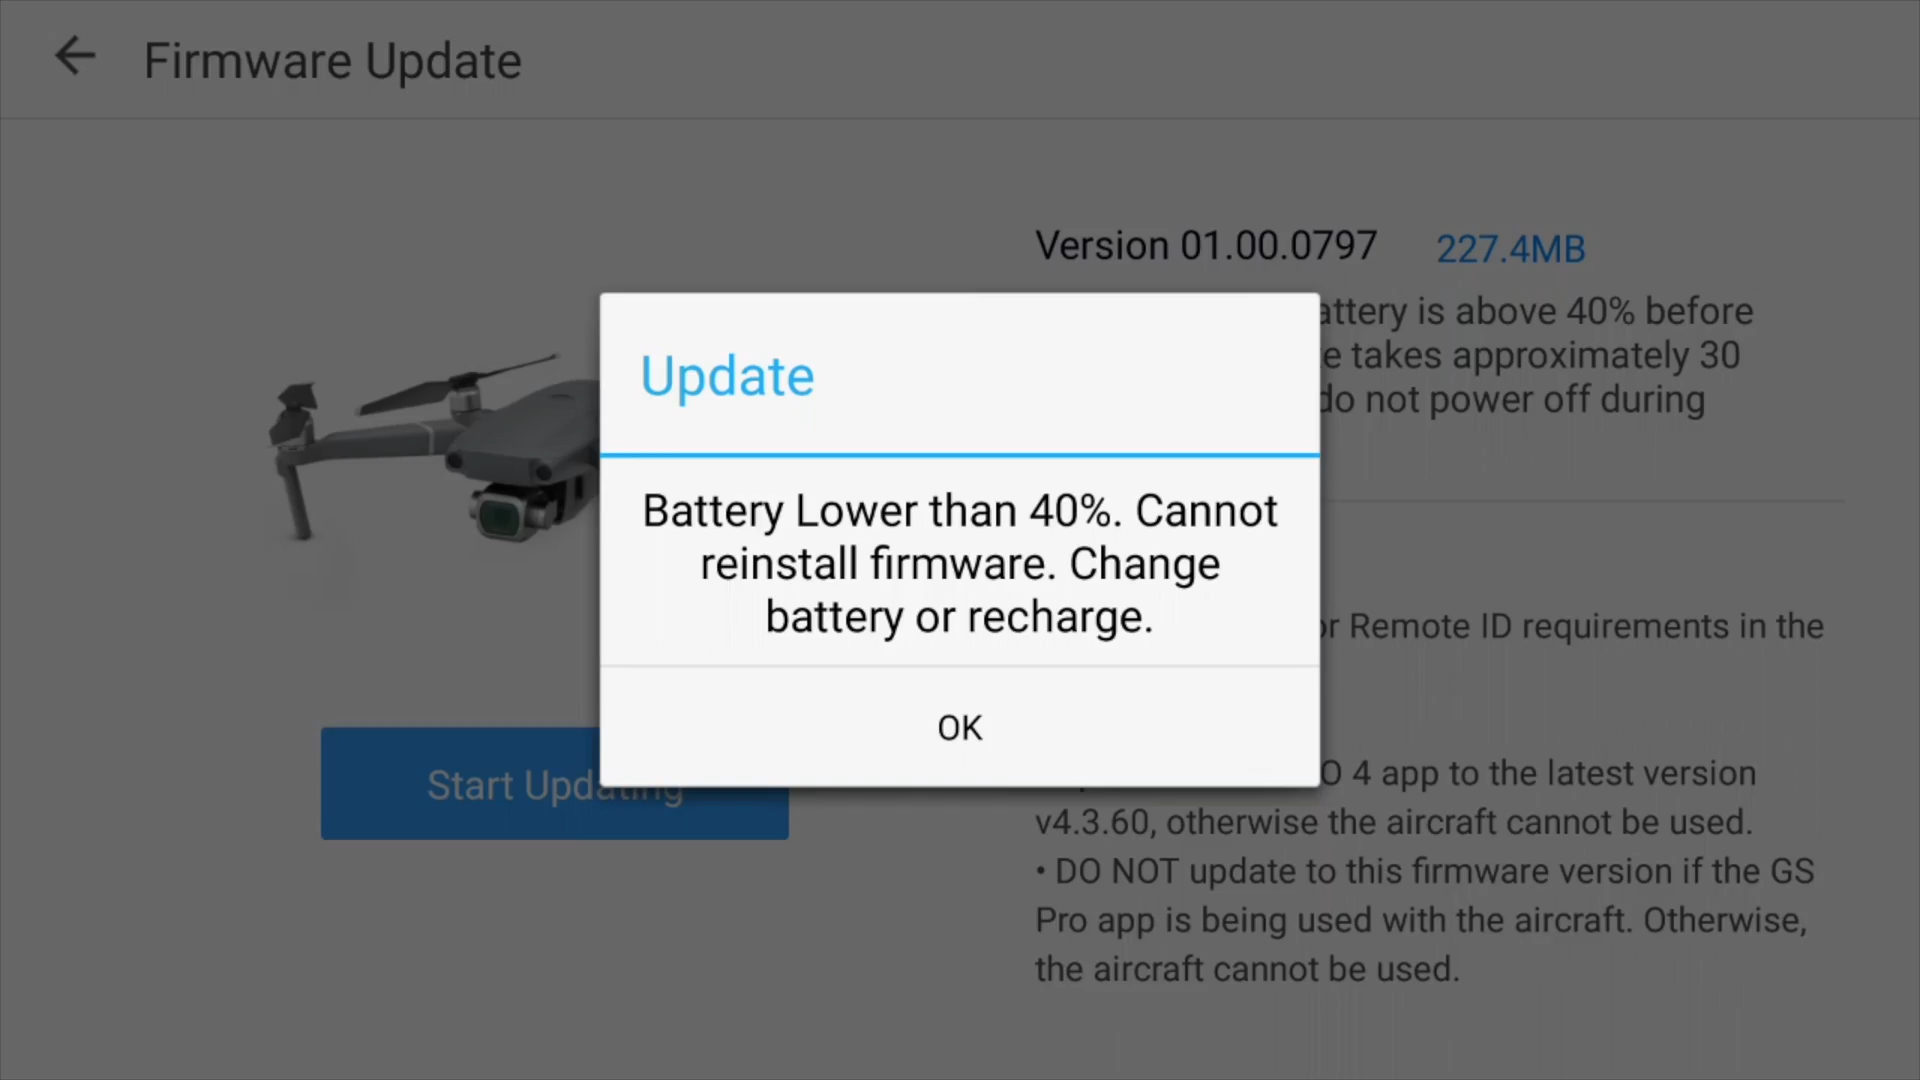 Firmware Update
Version 01.00.0797 227.4MB
attery is above 40% before
e takes approximately 30
do not power off during
Update
Battery Lower than 40%. Cannot
reinstall firmware. Change
battery or recharge.
OK
or Remote ID requirements in the
Start Updating
O 4 app to the latest version
v4.3.60, otherwise the aircraft cannot be used.
• DO NOT update to this firmware version if the GS
Pro app is being used with the aircraft. Otherwise,
the aircraft cannot be used.